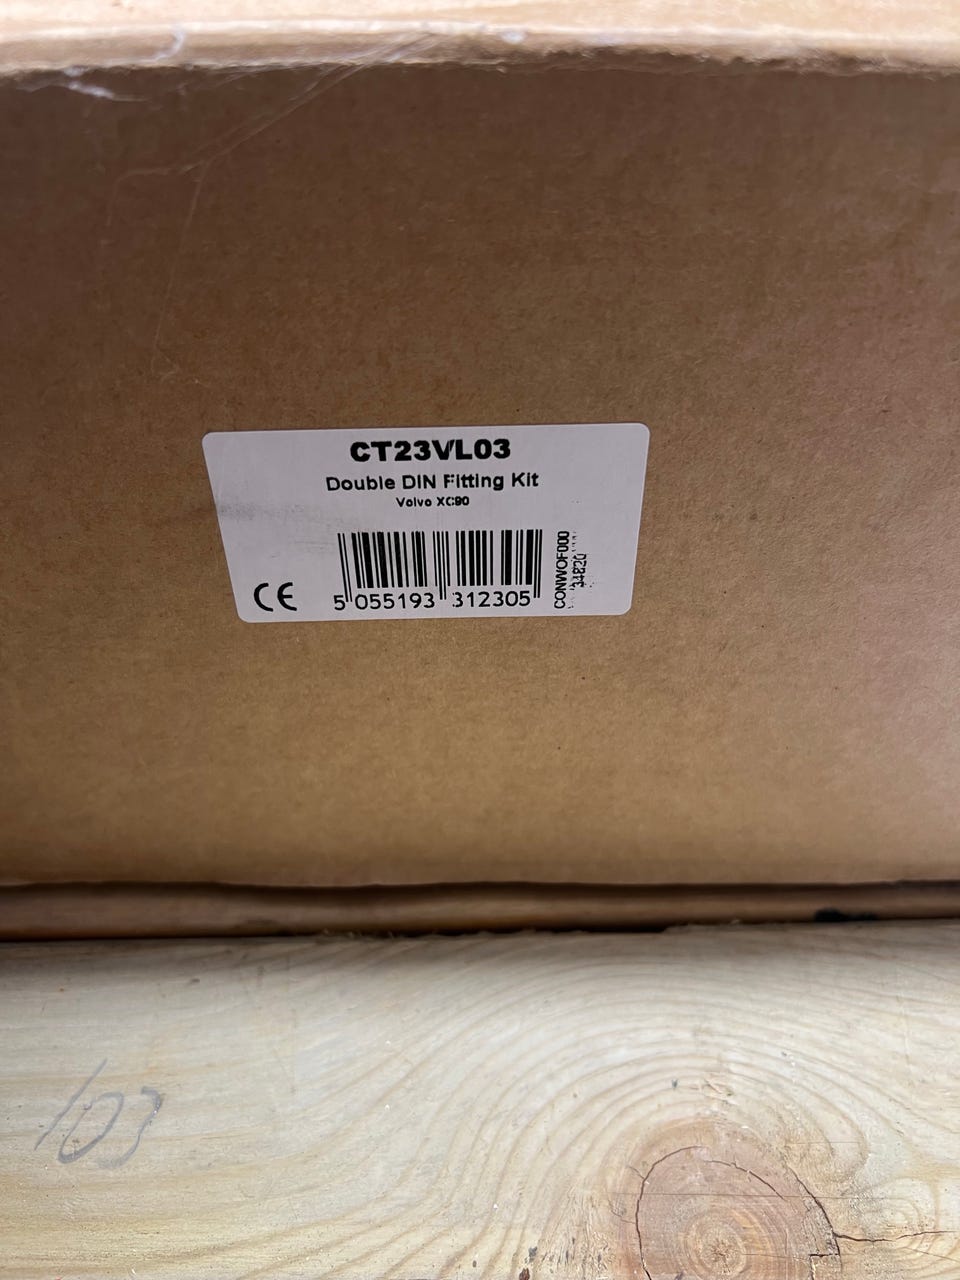 CT23VL03
Double DIN Fitting Kit
Volvo XC90
CE
5 055193 312305
CONWOF000
103